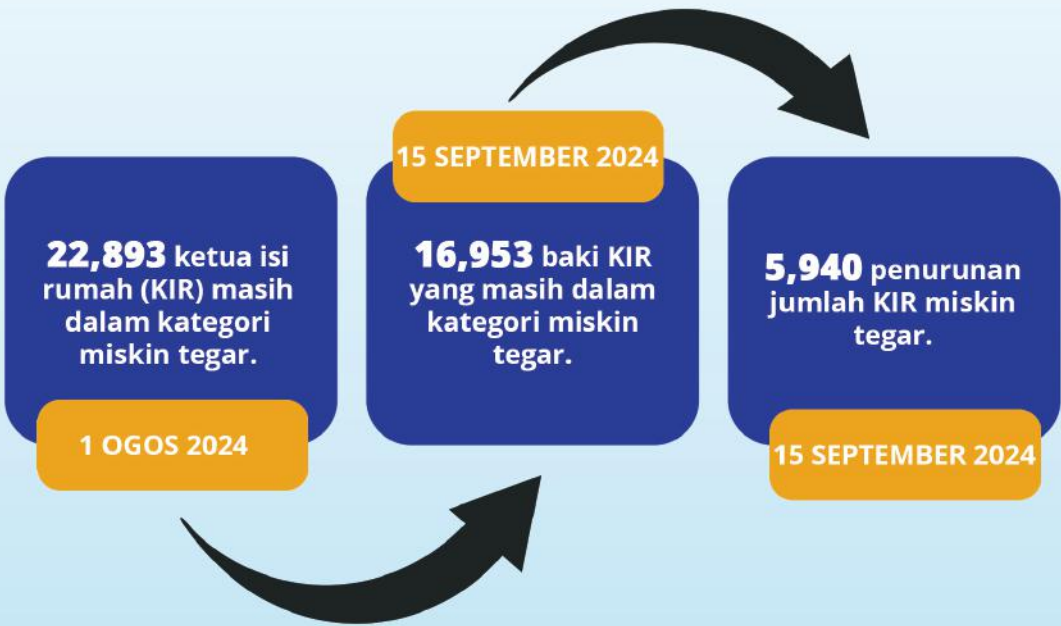 22,893 ketua isi
rumah (KIR) masih
dalam kategori
miskin tegar.
1 OGOS 2024
15 SEPTEMBER 2024
16,953 baki KIR
yang masih dalam
kategori miskin
tegar.
5,940 penurunan
jumlah KIR miskin
tegar.
15 SEPTEMBER 2024